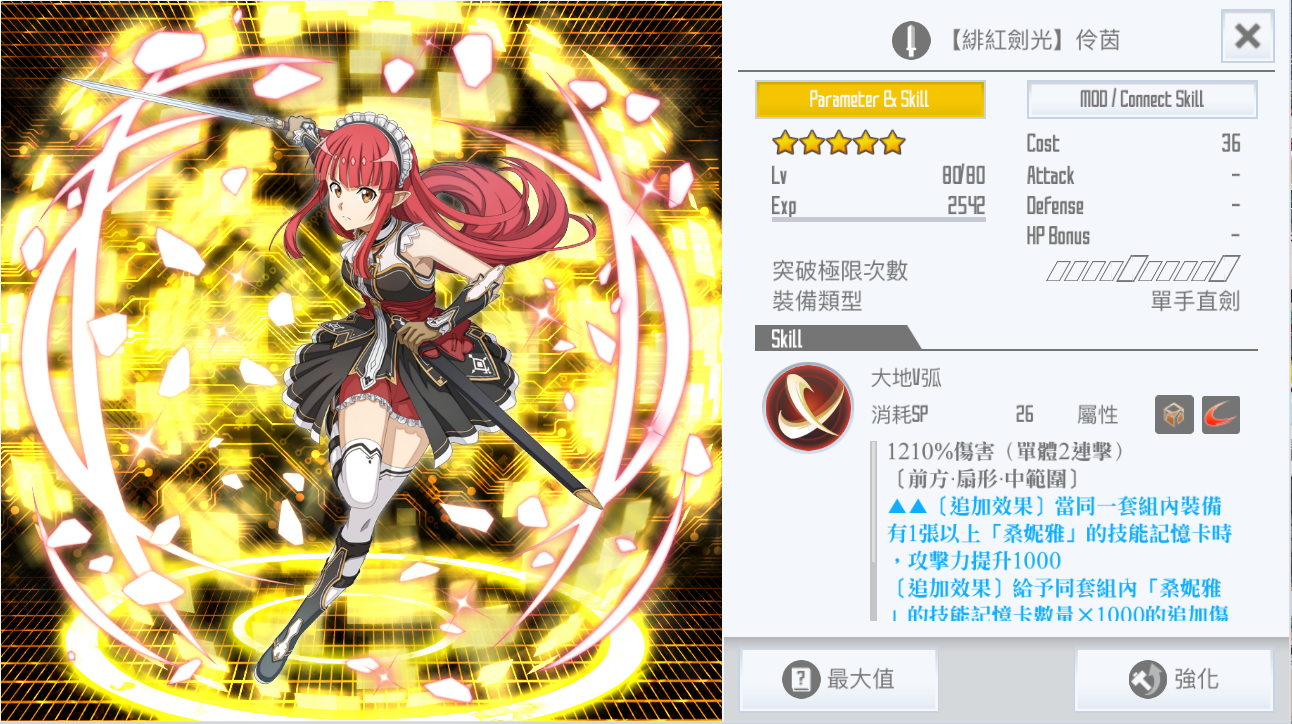 【緋紅劍光】伶茵
Parameter & Skill
MOD / Connect Skill
Cost 36
Lv 80/80
Attack -
Exp 2542
Defense -
HP Bonus -
突破極限次數
裝備類型 單手直劍
Skill
大地V弧
消耗SP 26 屬性
1210%傷害（單體2連擊）
〔前方·扇形·中範圍〕
▲▲〔追加效果〕當同一套組內裝備
有1張以上「桑妮雅」的技能記憶卡時
，攻擊力提升1000
〔追加效果〕給予同套組內「桑妮雅
」的技能記憶卡數量×1000的追加傷
最大值
強化